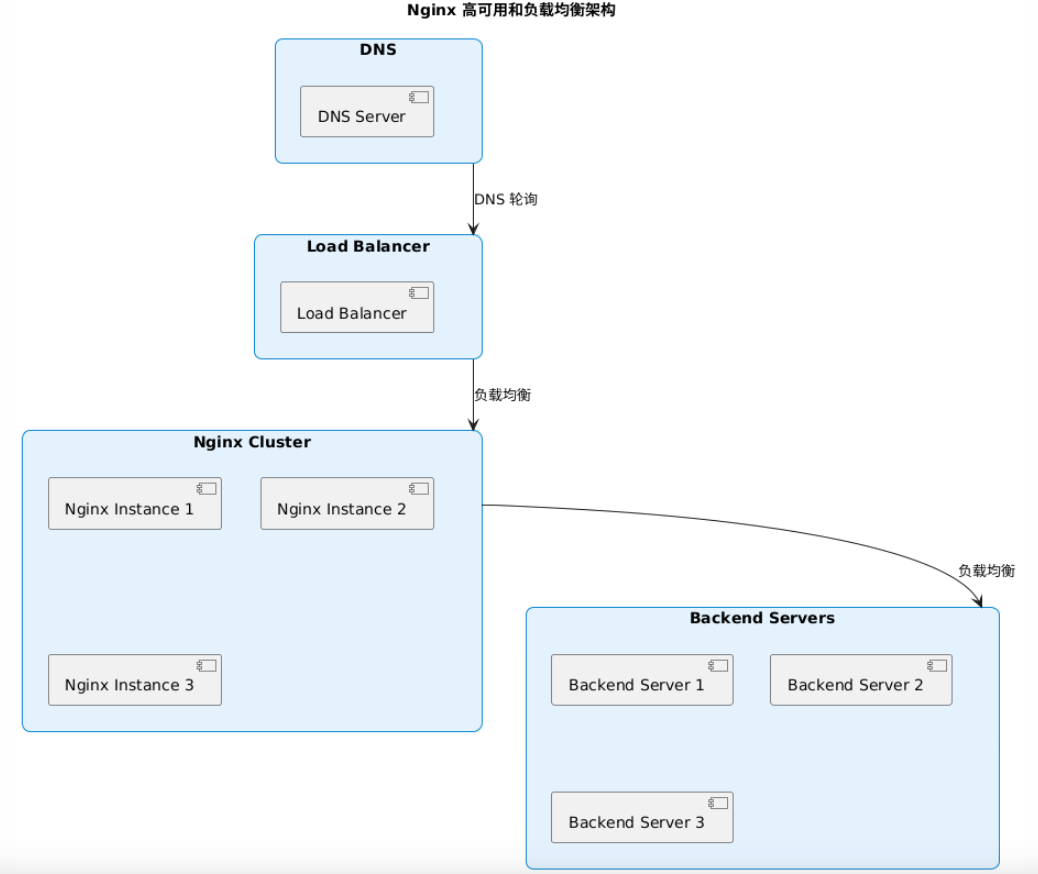 Nginx 高可用和负载均衡架构
DNS
DNS Server
DNS 轮询
Load Balancer
Load Balancer
负载均衡
Nginx Cluster
Nginx Instance 1
Nginx Instance 2
Nginx Instance 3
负载均衡
Backend Servers
Backend Server 1
Backend Server 2
Backend Server 3